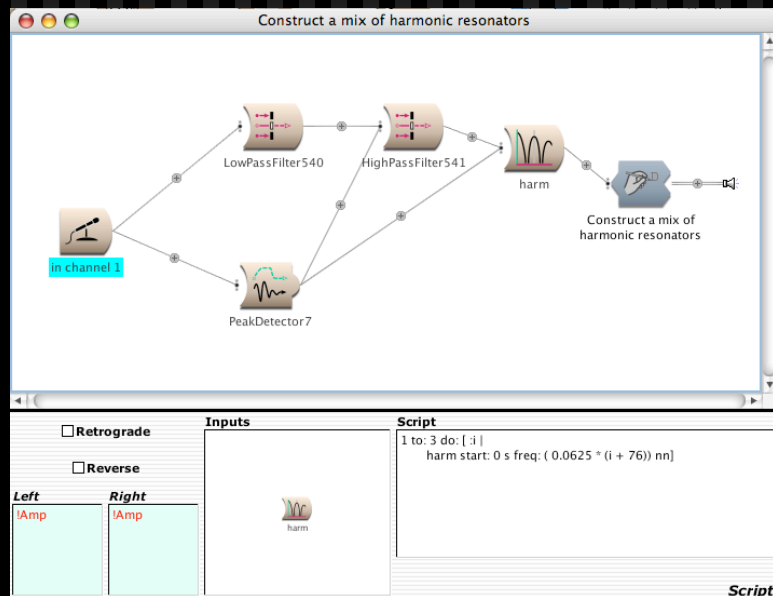 Construct a mix of harmonic resonators
LowPassFilter540
HighPassFilter541
harm
D
Construct a mix of
harmonic resonators
in channel 1
PeakDetector7
Retrograde
Reverse
Left
Right
!Amp
!Amp
Inputs
harm
Script
1 to: 3 do: [ :i |
harm start: 0 s freq: ( 0.0625 * (i + 76)) nn]
Script